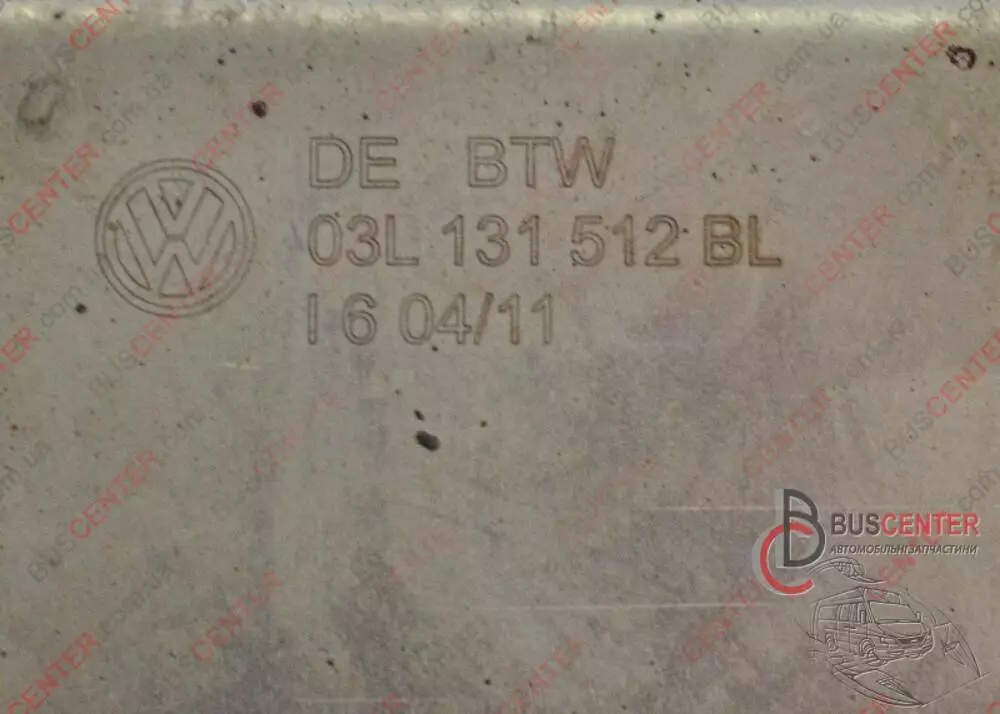 DE BTW
03L 131 512 BL
I 6 04/11
BUSCENTER
АВТОМОБІЛЬНІ ЗАПЧАСТИНИ